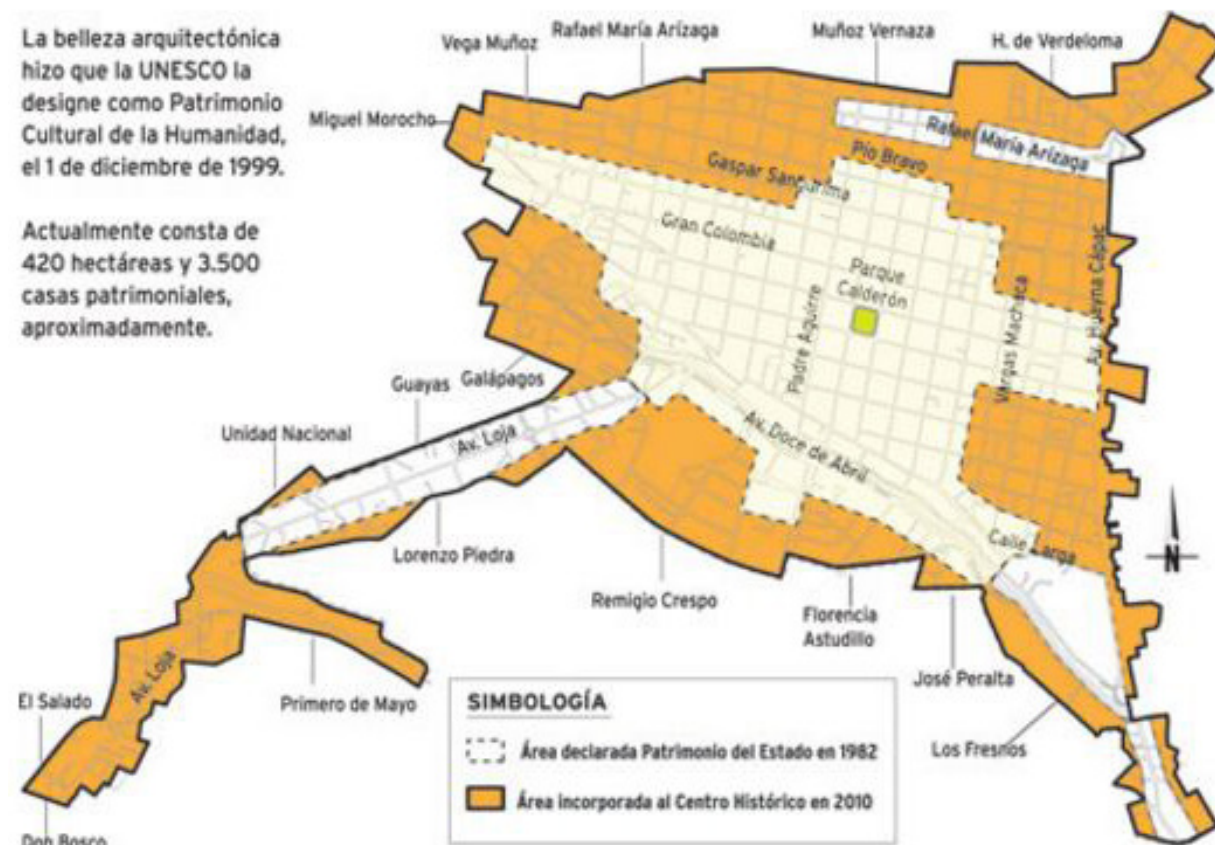 La belleza arquitectónica
hizo que la UNESCO la
designe como Patrimonio
Cultural de la Humanidad,
el 1 de diciembre de 1999.
Actualmente consta de
420 hectáreas y 3.500
casas patrimoniales,
aproximadamente.
Miguel Morocho
Vega Muñoz
Rafael María Arízaga
Muñoz Vernaza
H. de Verdeloma
Rafael María Arízaga
Pío Bravo
Gaspar Sangurima
Gran Colombia
Parque
Calderón
Padre Aguirre
Vargas Machuca
Av. Huayna Cápac
Galápagos
Guayas
Unidad Nacional
Av. Loja
Av. Doce de Abril
Calle Larga
Lorenzo Piedra
Remigio Crespo
Florencia
Astudillo
José Peralta
Los Fresnos
Primero de Mayo
Av. Loja
El Salado
Don Bosco
N
SIMBOLOGÍA
Área declarada Patrimonio del Estado en 1982
Área incorporada al Centro Histórico en 2010